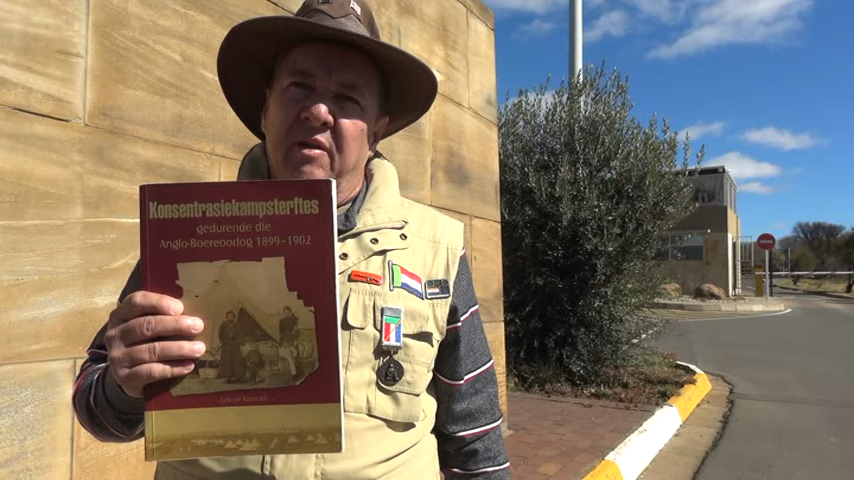 Konsentrasiekampsterftes
gedurende die
Anglo-Boereoorlog 1899-1902